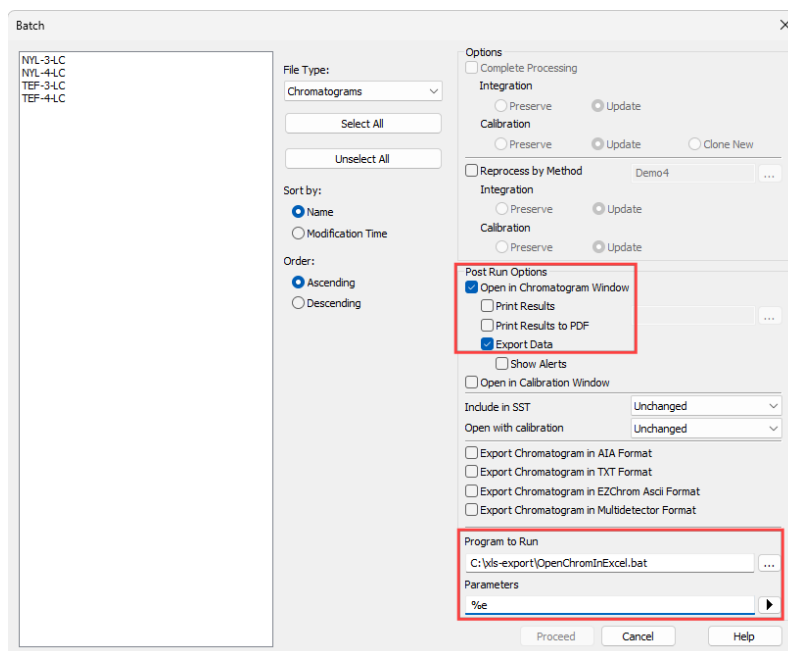 Batch
NYL-3-LC
NYL-4-LC
TEF-3-LC
TEF-4-LC
File Type:
Chromatograms
Select All
Unselect All
Sort by:
Name
Modification Time
Order:
Ascending
Descending
Options
Complete Processing
Integration
Preserve Update
Calibration
Preserve Update Clone New
Reprocess by Method Demo4 ...
Integration
Preserve Update
Calibration
Preserve Update
Post Run Options
Open in Chromatogram Window
Print Results
Print Results to PDF ...
Export Data
Show Alerts
Open in Calibration Window
Include in SST Unchanged
Open with calibration Unchanged
Export Chromatogram in AIA Format
Export Chromatogram in TXT Format
Export Chromatogram in EZChrom Ascii Format
Export Chromatogram in Multidetector Format
Program to Run
C:\xls-export\OpenChromInExcel.bat ...
Parameters
%e
Proceed Cancel Help